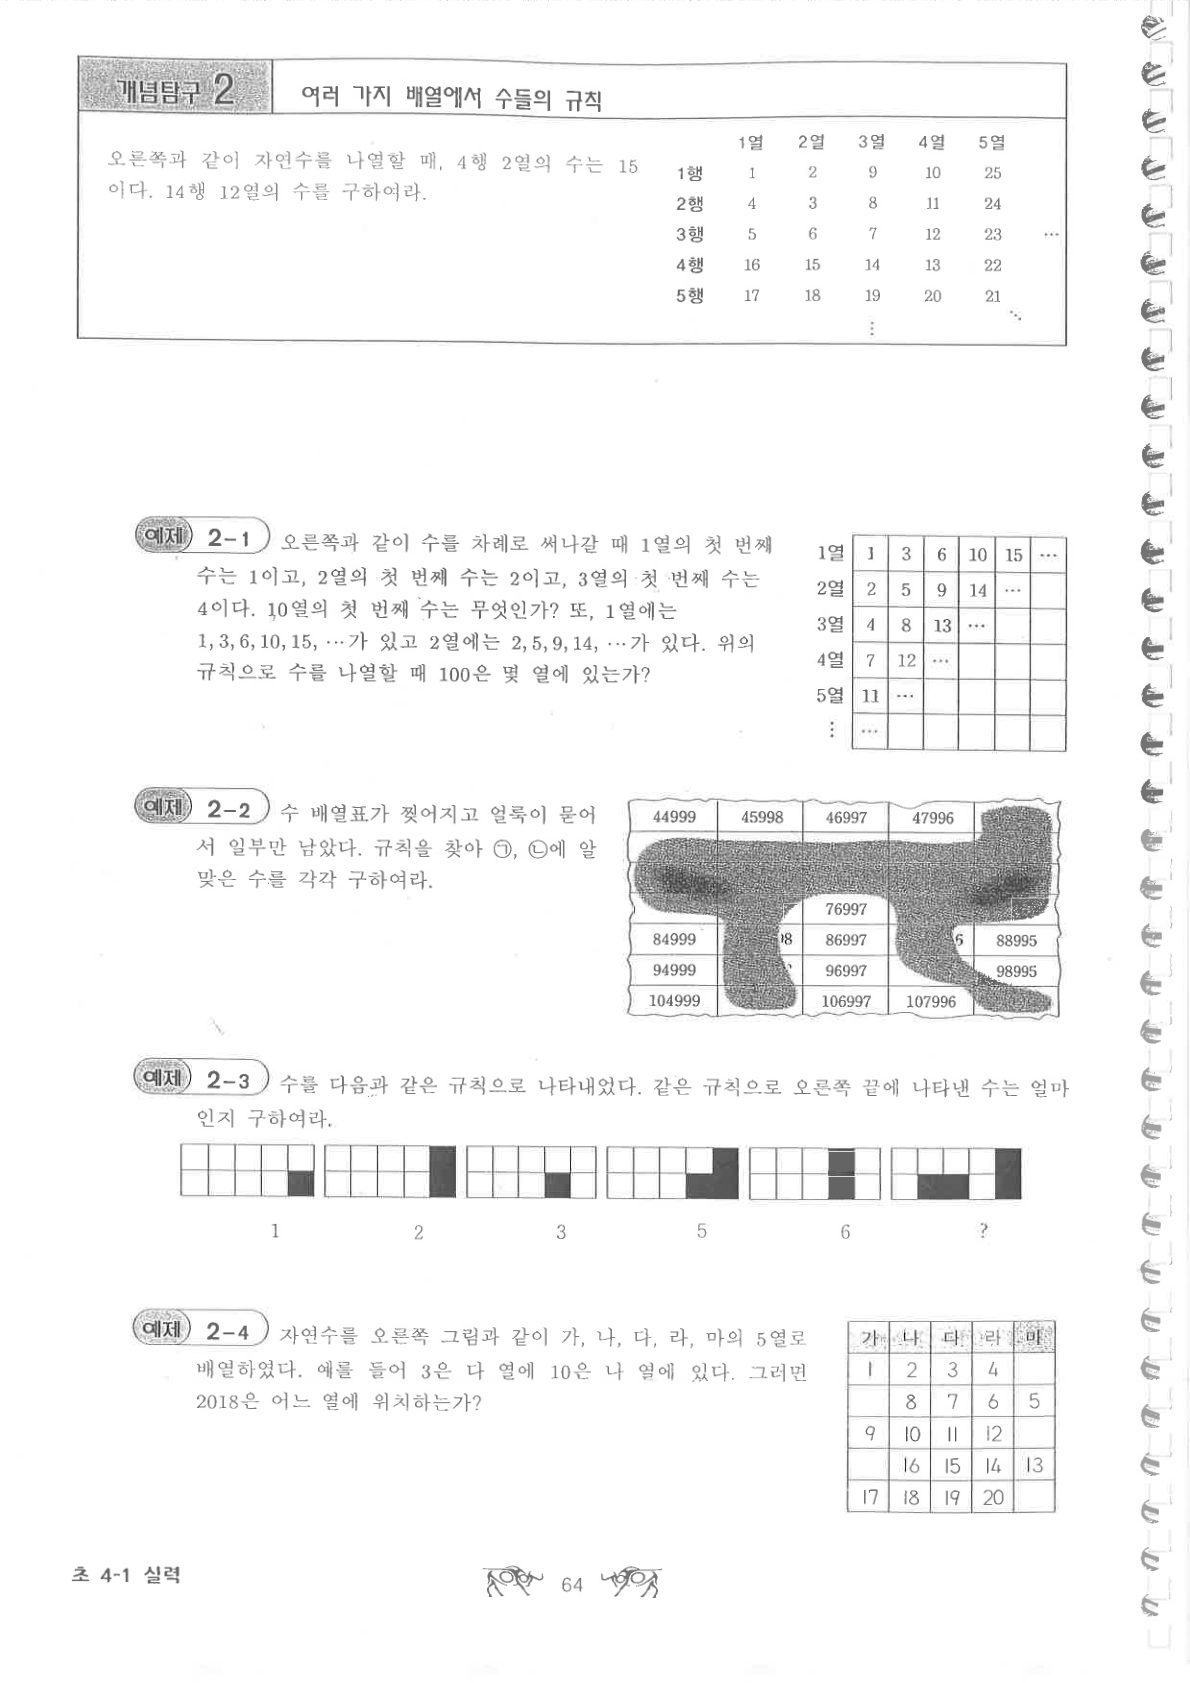 개념탐구 2
여러 가지 배열에서 수들의 규칙
오른쪽과 같이 자연수를 나열할 때, 4행 2열의 수는 15
이다. 14행 12열의 수를 구하여라.
1열 2열 3열 4열 5열
1행 1 2 9 10 25
2행 4 3 8 11 24
3행 5 6 7 12 23 …
4행 16 15 14 13 22
5행 17 18 19 20 21
⋮ ⋱
예제 2-1 오른쪽과 같이 수를 차례로 써나갈 때 1열의 첫 번째
수는 1이고, 2열의 첫 번째 수는 2이고, 3열의 첫 번째 수는
4이다. 10열의 첫 번째 수는 무엇인가? 또, 1열에는
1, 3, 6, 10, 15, …가 있고 2열에는 2, 5, 9, 14, …가 있다. 위의
규칙으로 수를 나열할 때 100은 몇 열에 있는가?
1열 1 3 6 10 15 …
2열 2 5 9 14 …
3열 4 8 13 …
4열 7 12 …
5열 11 …
⋮ …
예제 2-2 수 배열표가 찢어지고 얼룩이 묻어
서 일부만 남았다. 규칙을 찾아 ㉠, ㉡에 알
맞은 수를 각각 구하여라.
44999 45998 46997 47996
76997
84999 98 86997 6 88995
94999 96997 98995
104999 106997 107996
예제 2-3 수를 다음과 같은 규칙으로 나타내었다. 같은 규칙으로 오른쪽 끝에 나타낸 수는 얼마
인지 구하여라.
1 2 3 5 6 ?
예제 2-4 자연수를 오른쪽 그림과 같이 가, 나, 다, 라, 마의 5열로
배열하였다. 예를 들어 3은 다 열에 10은 나 열에 있다. 그러면
2018은 어느 열에 위치하는가?
가 나 다 라 마
1 2 3 4
8 7 6 5
9 10 11 12
16 15 14 13
17 18 19 20
초 4-1 실력
64